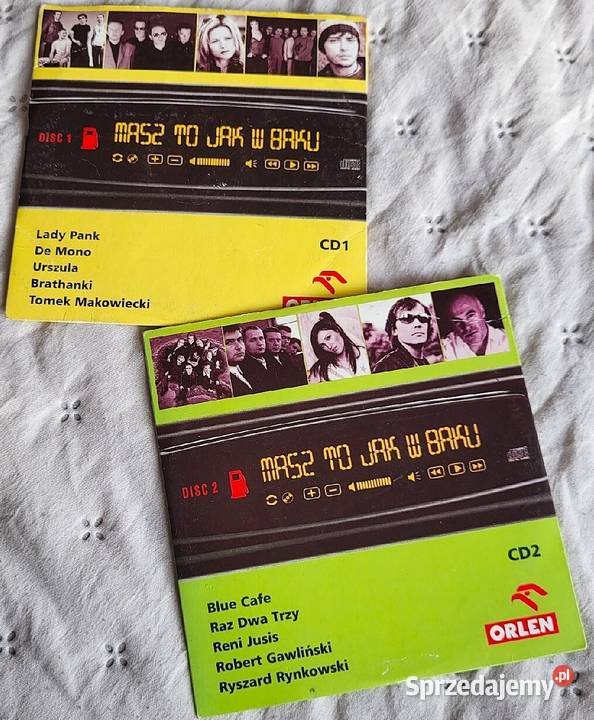 DISC 1
MASZ TO JAK W BAKU
CD1
Lady Pank
De Mono
Urszula
Brathanki
Tomek Makowiecki
ORLEN
DISC 2
MASZ TO JAK W BAKU
CD2
Blue Cafe
Raz Dwa Trzy
Reni Jusis
Robert Gawliński
Ryszard Rynkowski
ORLEN
Sprzedajemy.pl